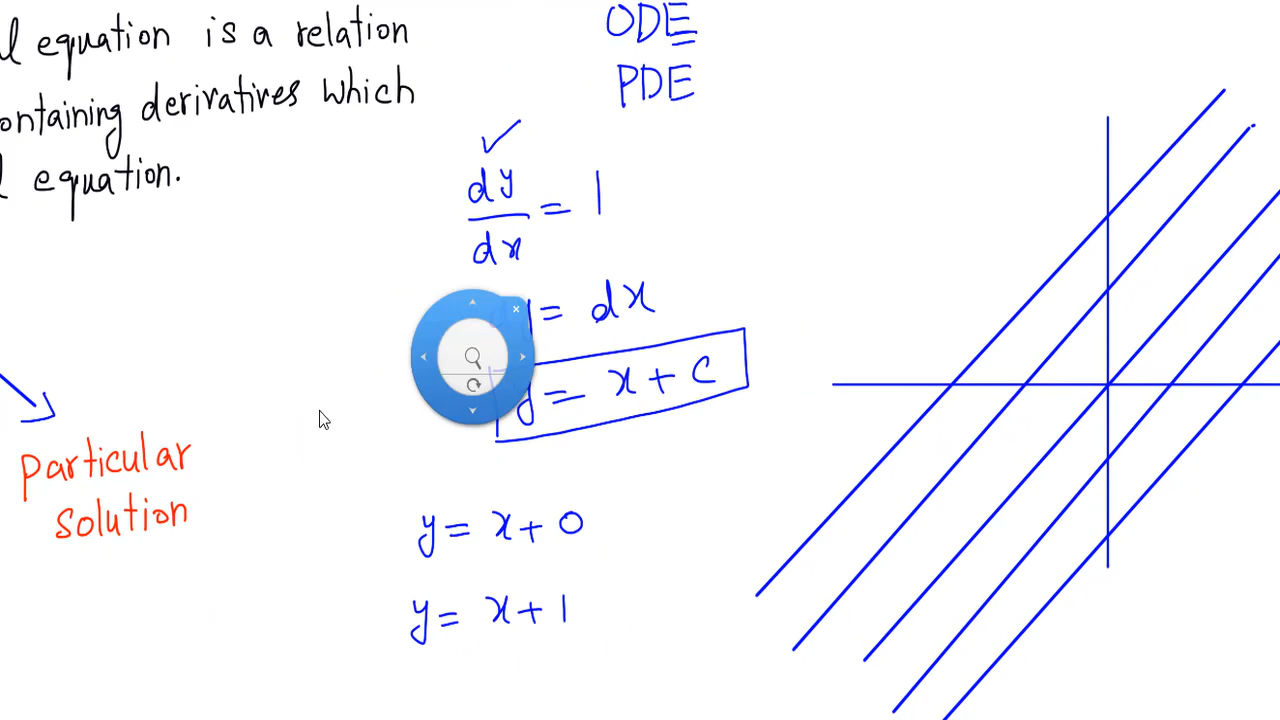 l equation is a relation
ontaining derivatives which
l equation.
particular
solution
ODE
PDE
✓
dy/dx = 1
y = dx
y = x + c
y = x + 0
y = x + 1